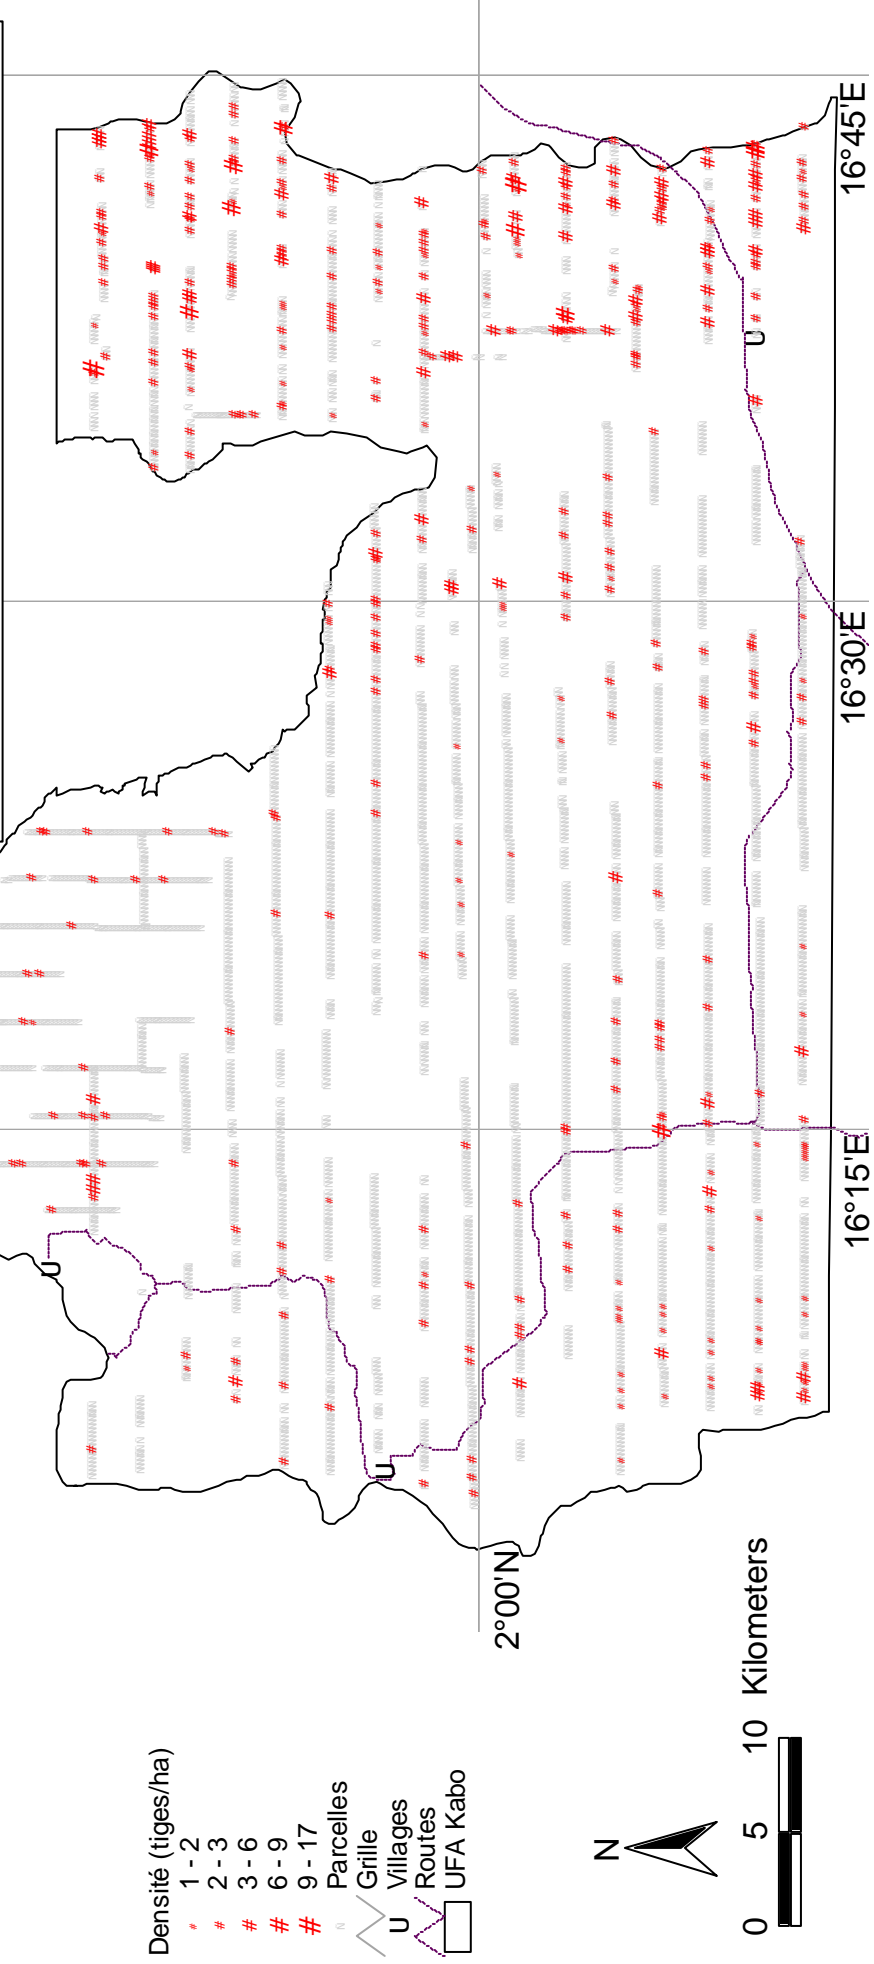 U
U
U
16°45'E
16°30'E
16°15'E
2°00'N
Densité (tiges/ha)
1 - 2
2 - 3
3 - 6
6 - 9
9 - 17
Parcelles
Grille
U Villages
Routes
UFA Kabo
N
0 5 10 Kilometers